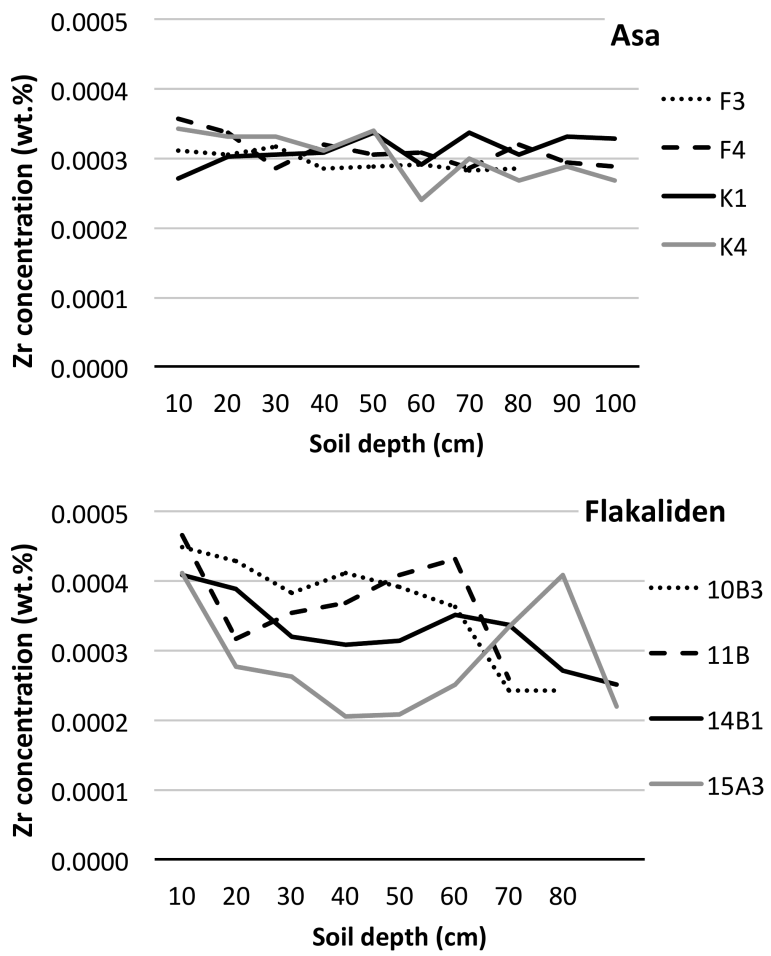 0.0005
Asa
0.0004
0.0003
0.0002
0.0001
0.0000
Zr concentration (wt.%)
F3
F4
K1
K4
10 20 30 40 50 60 70 80 90 100
Soil depth (cm)
0.0005
Flakaliden
0.0004
0.0003
0.0002
0.0001
0.0000
Zr concentration (wt.%)
10B3
11B
14B1
15A3
10 20 30 40 50 60 70 80
Soil depth (cm)